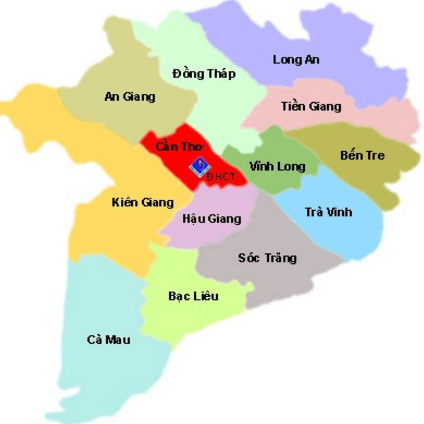 Long An
Đồng Tháp
An Giang
Tiền Giang
Cần Thơ
Bến Tre
Vĩnh Long
ĐHCT
Kiên Giang
Trà Vinh
Hậu Giang
Sóc Trăng
Bạc Liêu
Cà Mau